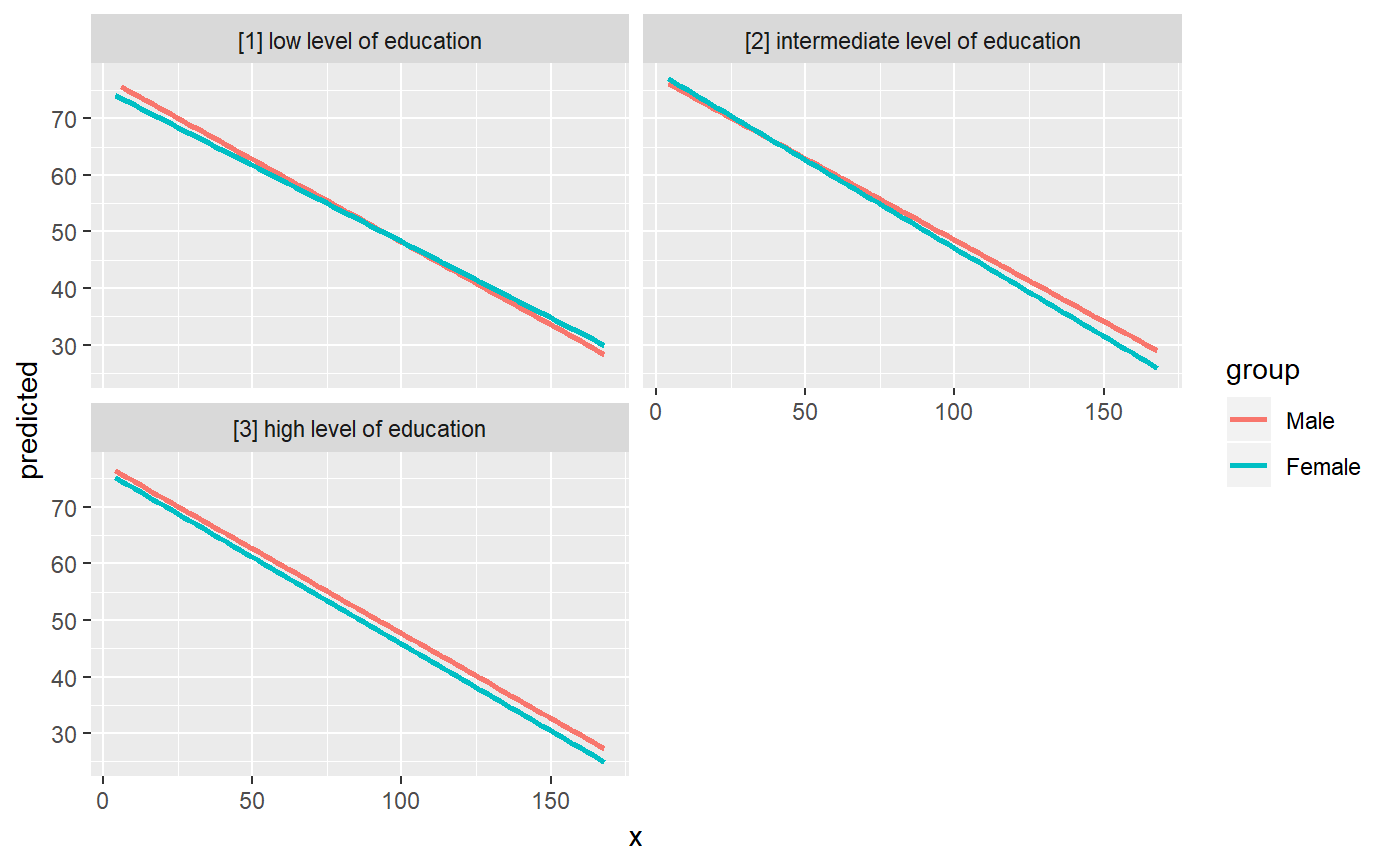 [1] low level of education
[2] intermediate level of education
70
60
50
40
30
0
50
100
150
[3] high level of education
70
60
50
40
30
0
50
100
150
x
predicted
group
Male
Female